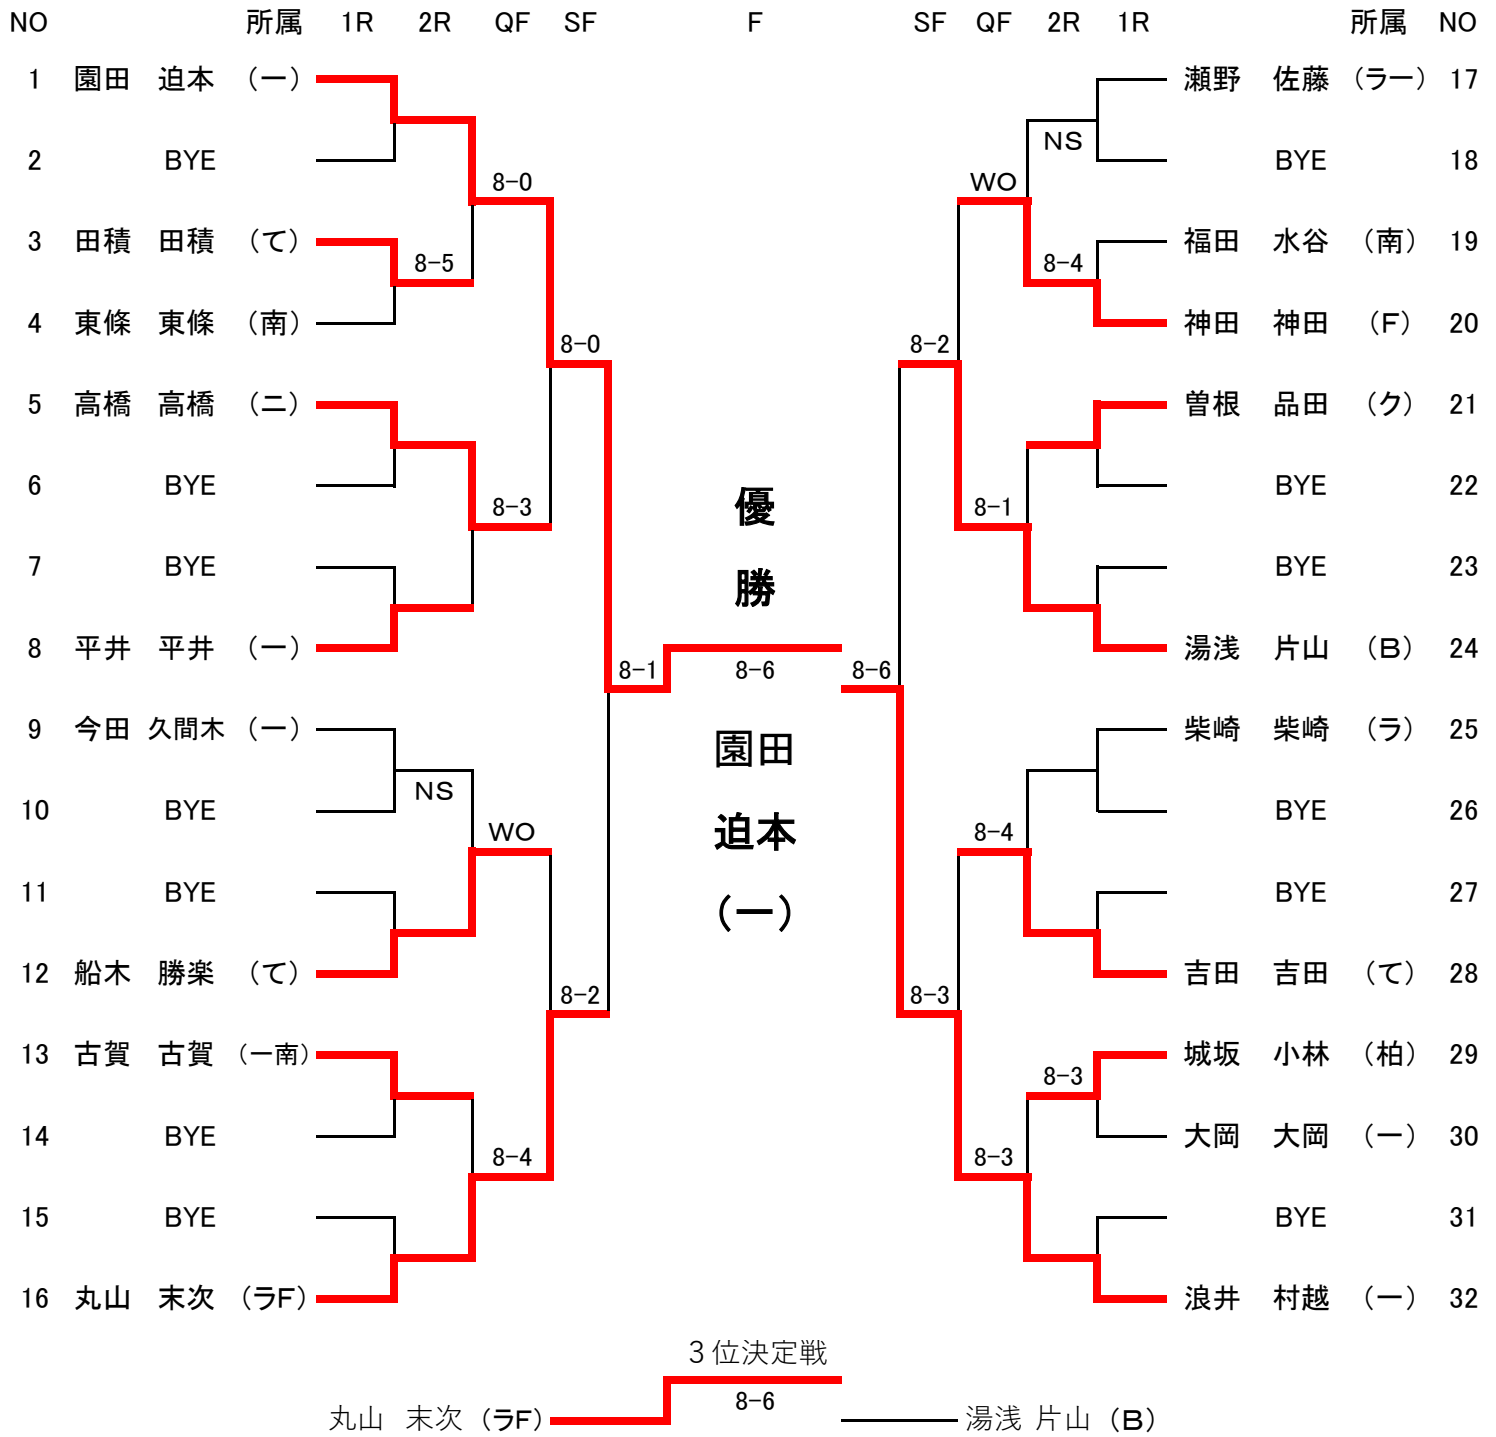 NO 所属 1R 2R QF SF F SF QF 2R 1R 所属 NO
1 園田 迫本 (一) 瀬野 佐藤 (ラー) 17
NS
2 BYE BYE 18
8-0 WO
3 田積 田積 (て) 福田 水谷 (南) 19
8-5 8-4
4 東條 東條 (南) 神田 神田 (F) 20
8-0 8-2
5 高橋 高橋 (ニ) 曽根 品田 (ク) 21
6 BYE BYE 22
8-3 優 8-1
7 BYE BYE 23
勝
8 平井 平井 (一) 湯浅 片山 (B) 24
8-1 8-6 8-6
9 今田 久間木 (一) 柴崎 柴崎 (ラ) 25
園田
NS
10 BYE BYE 26
WO 迫本 8-4
11 BYE BYE 27
(一)
12 船木 勝楽 (て) 吉田 吉田 (て) 28
8-2 8-3
13 古賀 古賀 (一南) 城坂 小林 (柏) 29
8-3
14 BYE 大岡 大岡 (一) 30
8-4 8-3
15 BYE BYE 31
16 丸山 末次 (ラF) 浪井 村越 (一) 32
３位決定戦
8-6
丸山 末次 (ラF) 湯浅 片山 (B)